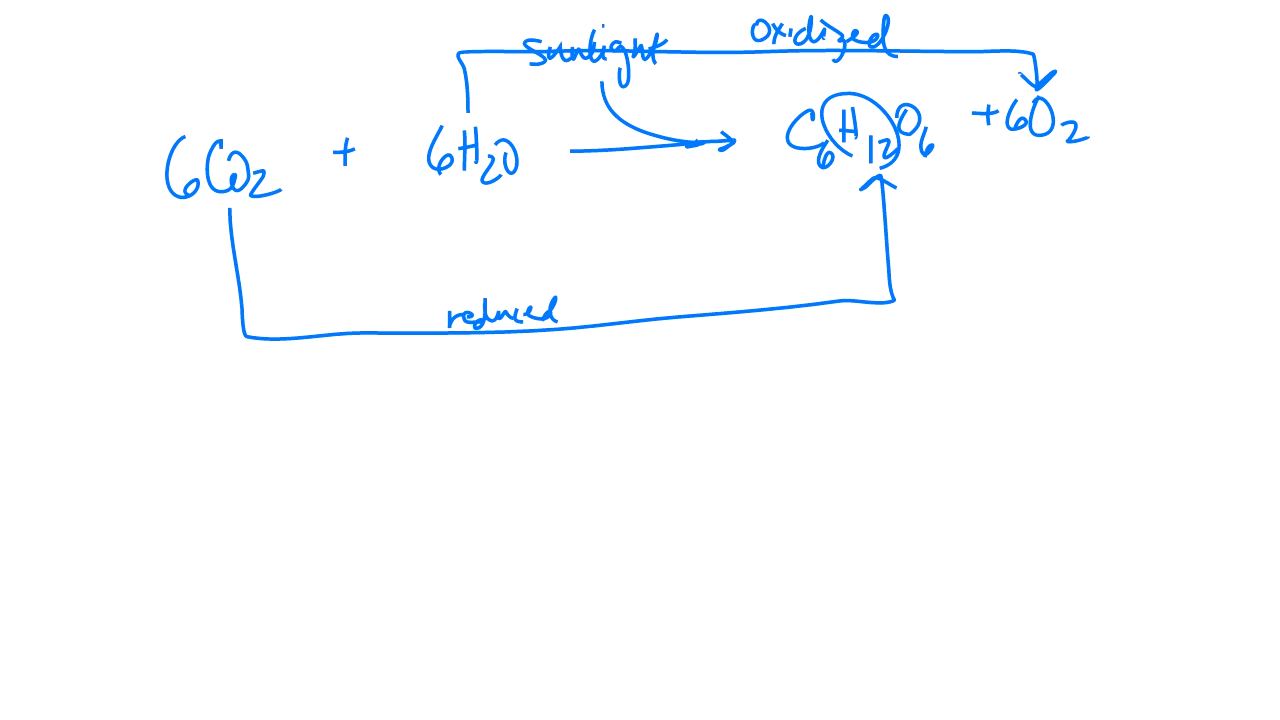 sunlight oxidized
6CO₂ + 6H₂O → C₆H₁₂O₆ + 6O₂
reduced